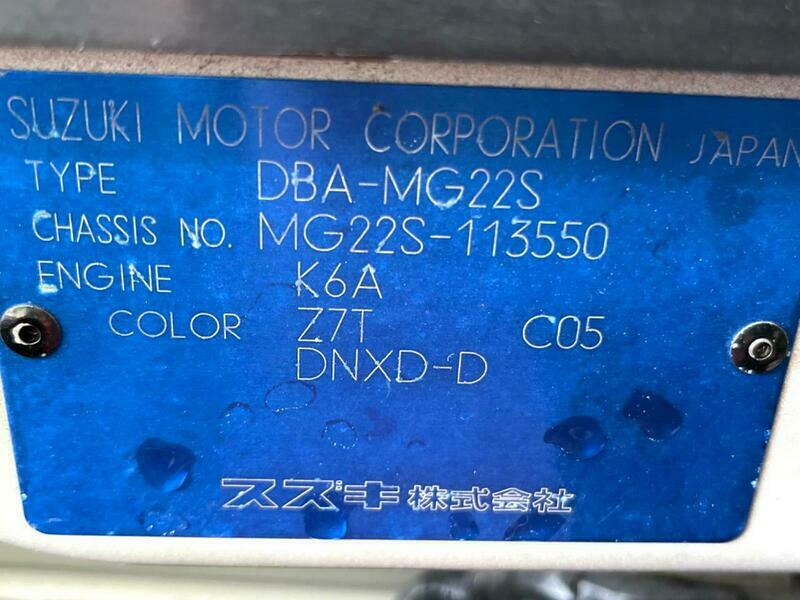 SUZUKI MOTOR CORPORATION JAPAN
TYPE DBA-MG22S
CHASSIS NO. MG22S-113550
ENGINE K6A
COLOR Z7T C05
DNXD-D
スズキ株式会社